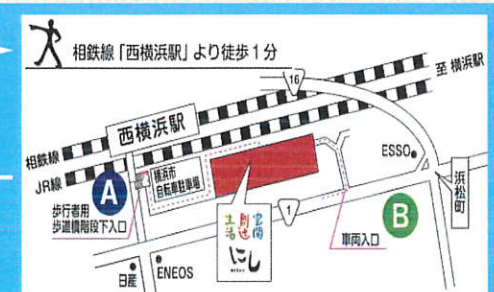 相鉄線「西横浜駅」より徒歩1分
16
至 横浜駅
西横浜駅
相鉄線
JR線
A
横浜市
自転車駐車場
歩行者用
歩道橋階段下入口
ESSO
浜松町
1
B
車両入口
生活創造空間
にし
日産
ENEOS